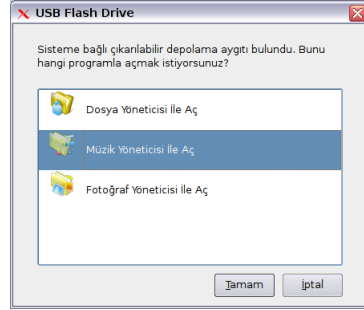 USB Flash Drive
Sisteme bağlı çıkarılabilir depolama aygıtı bulundu. Bunu
hangi programla açmak istiyorsunuz?
Dosya Yöneticisi İle Aç
Müzik Yöneticisi İle Aç
Fotoğraf Yöneticisi İle Aç
Tamam
İptal